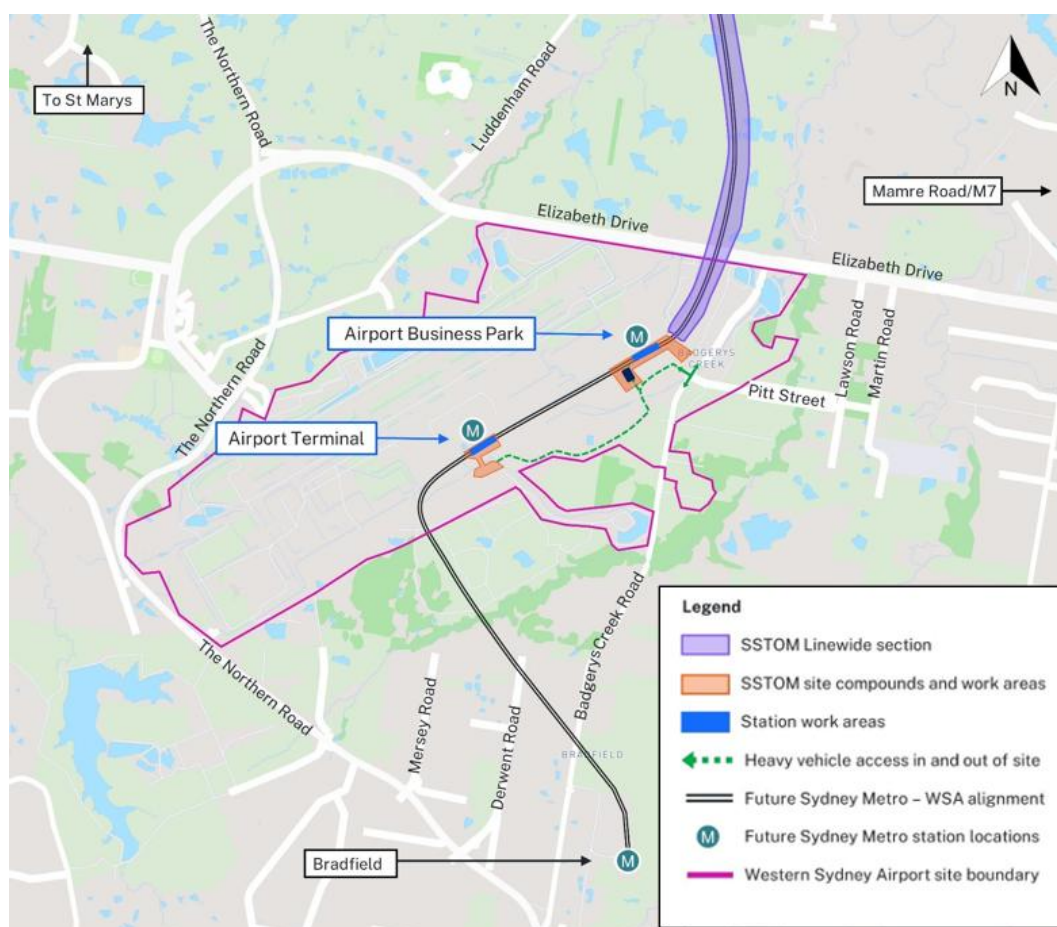 The Northern Road
Luddenham Road
N
To St Marys
Mamre Road/M7
Elizabeth Drive
Elizabeth Drive
Airport Business Park
M
BADGERYS
CREEK
Lawson Road
Martin Road
Pitt Street
The Northern Road
Airport Terminal
M
The Northern Road
Mersey Road
Derwent Road
Badgerys Creek Road
BRADFIELD
Bradfield
M
Legend
SSTOM Linewide section
SSTOM site compounds and work areas
Station work areas
Heavy vehicle access in and out of site
Future Sydney Metro – WSA alignment
M
Future Sydney Metro station locations
Western Sydney Airport site boundary